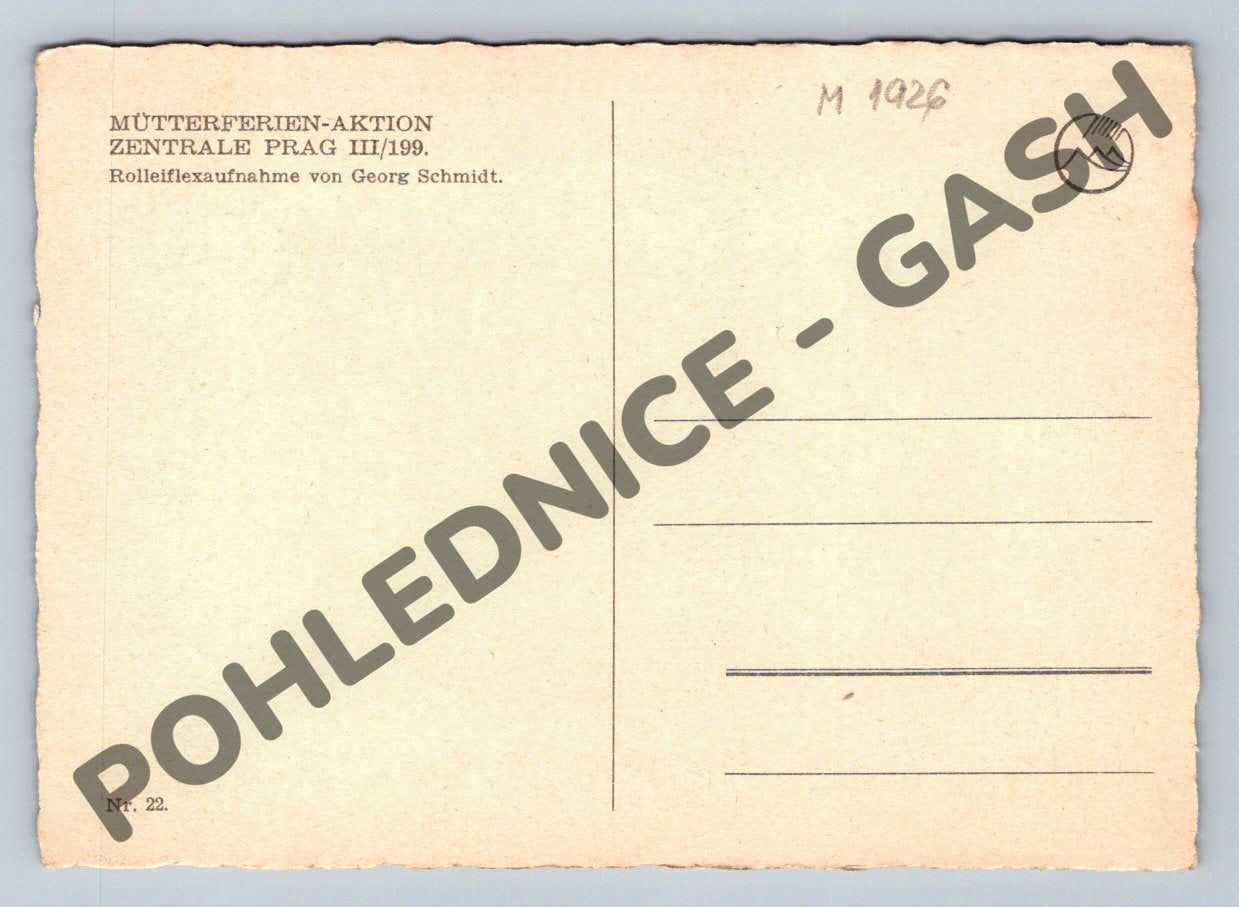 MÜTTERFERIEN-AKTION
ZENTRALE PRAG III/199.
Rolleiflexaufnahme von Georg Schmidt.
M 1926
POHLEDNICE - GASH
Nr. 22.